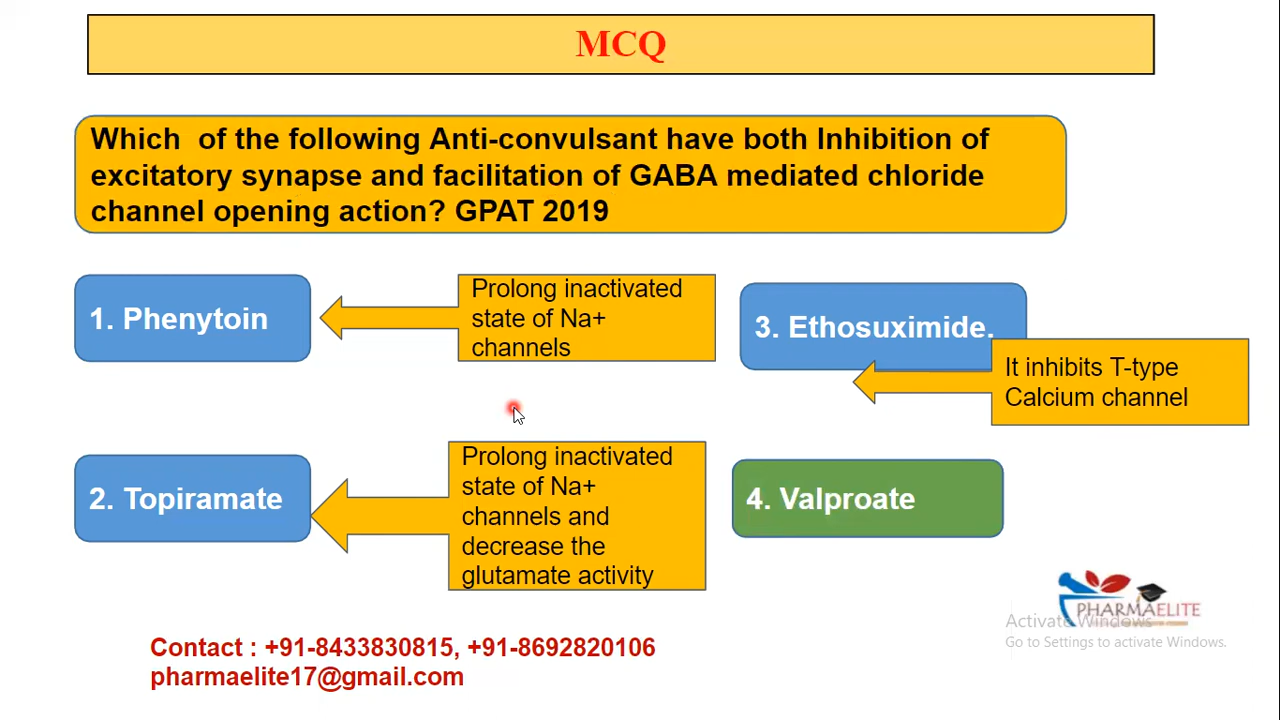 MCQ
Which of the following Anti-convulsant have both Inhibition of
excitatory synapse and facilitation of GABA mediated chloride
channel opening action? GPAT 2019
1. Phenytoin
Prolong inactivated
state of Na+
channels
3. Ethosuximide.
It inhibits T-type
Calcium channel
2. Topiramate
Prolong inactivated
state of Na+
channels and
decrease the
glutamate activity
4. Valproate
PHARMAELITE
Activate Windows
Go to Settings to activate Windows.
Contact : +91-8433830815, +91-8692820106
pharmaelite17@gmail.com